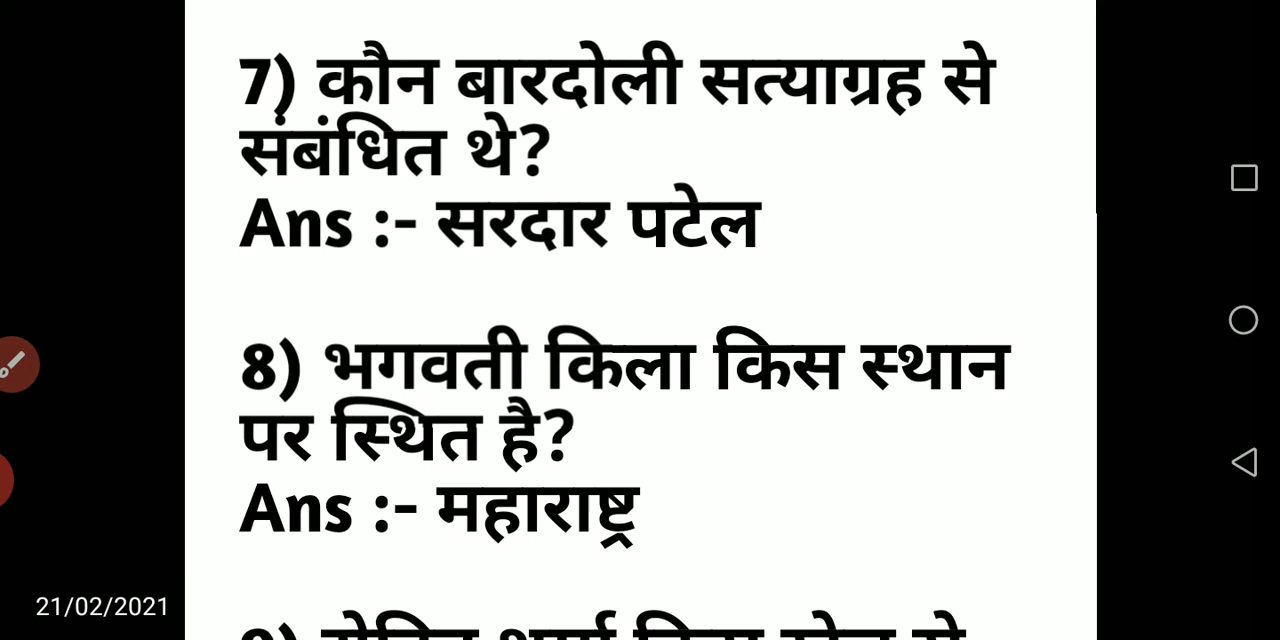 7) कौन बारदोली सत्याग्रह से
संबंधित थे?
Ans :- सरदार पटेल
8) भगवती किला किस स्थान
पर स्थित है?
Ans :- महाराष्ट्र
21/02/2021